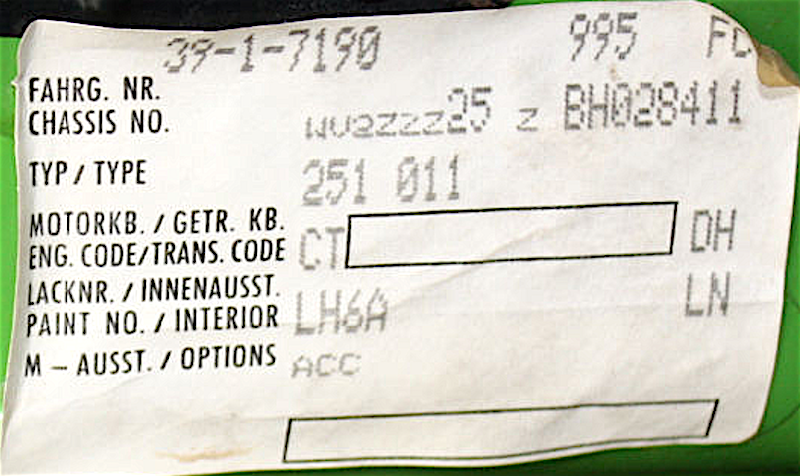 39-1-7190 995 FC
FAHRG. NR.
CHASSIS NO. WV2ZZZ25 Z BH028411
TYP / TYPE 251 011
MOTORKB. / GETR. KB.
ENG. CODE/TRANS. CODE CT DH
LACKNR. / INNENAUSST.
PAINT NO. / INTERIOR LH6A LN
M – AUSST. / OPTIONS ACC